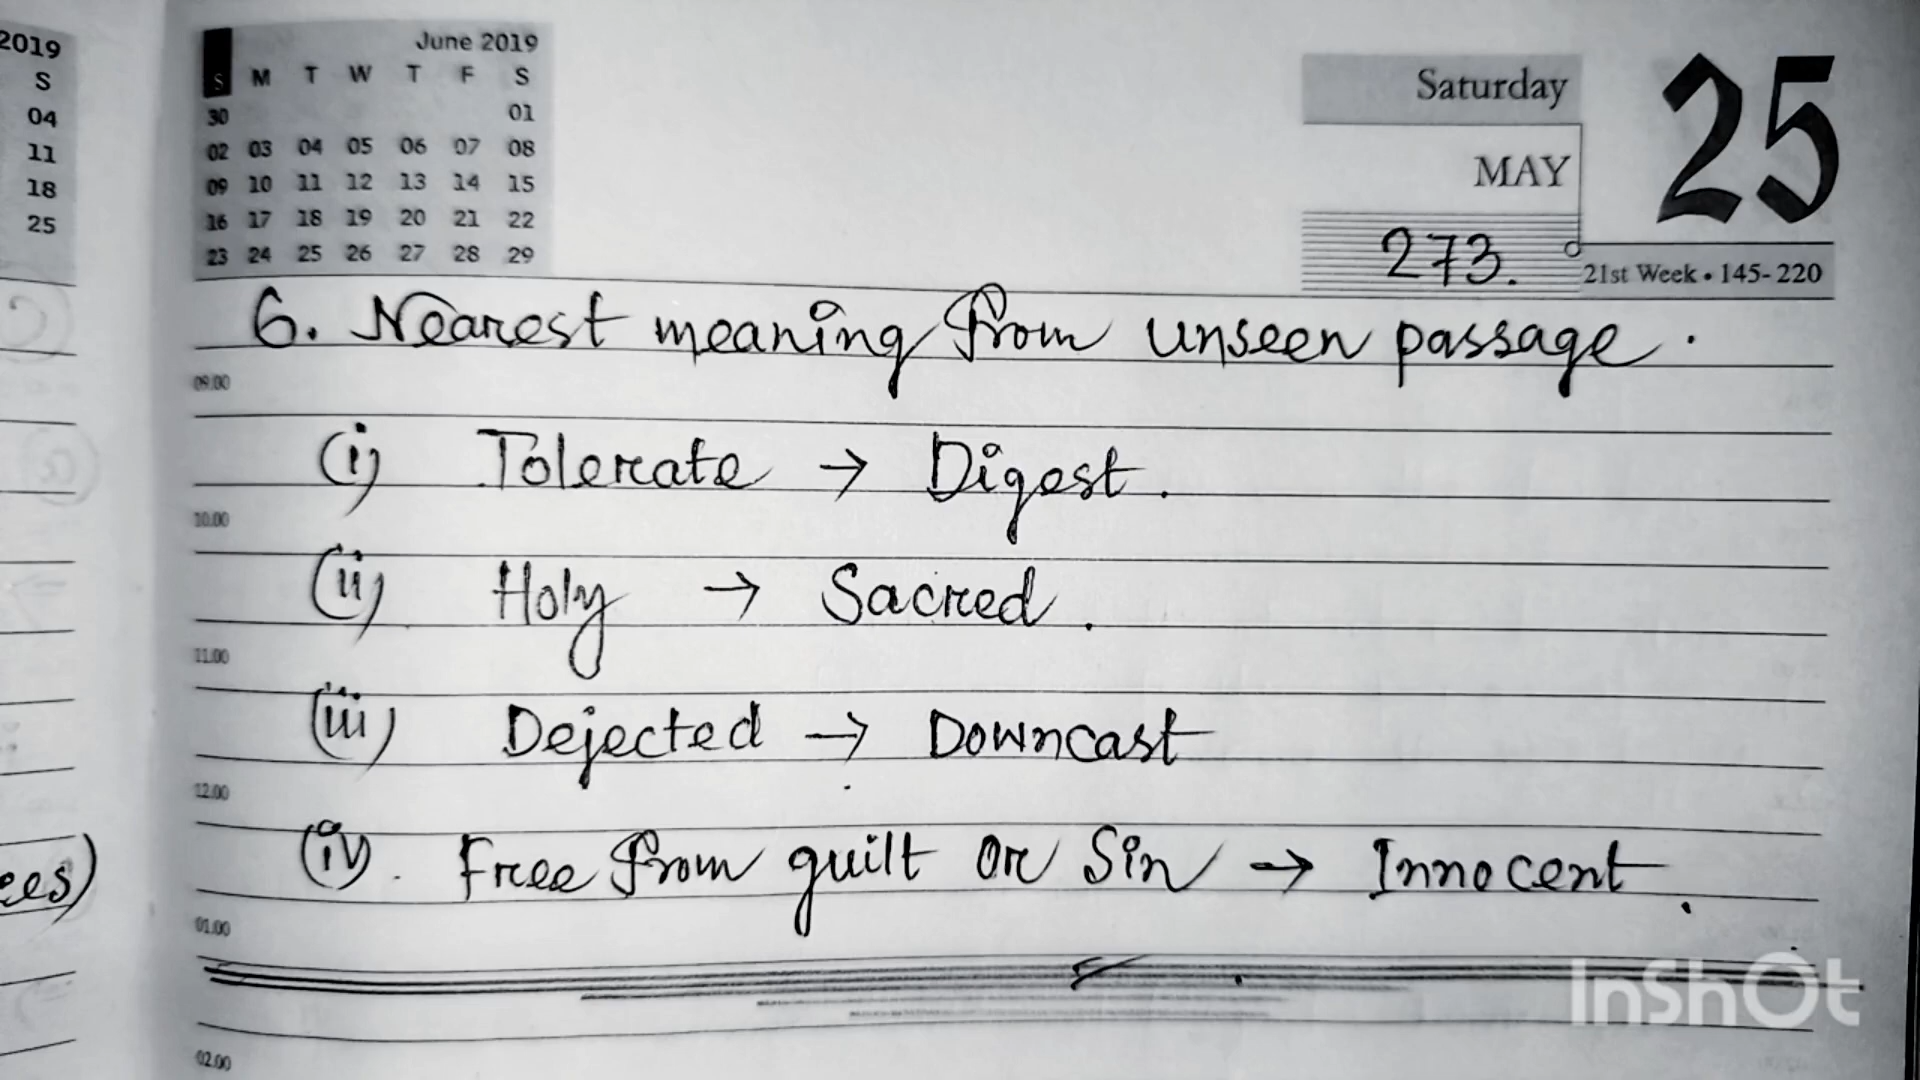 2019
S
04
11
18
25
ees)
June 2019
S M T W T F S
30 01
02 03 04 05 06 07 08
09 10 11 12 13 14 15
16 17 18 19 20 21 22
23 24 25 26 27 28 29
Saturday
MAY
25
273.
21st Week • 145-220
6. Nearest meaning from unseen passage.
09.00
(i) Tolerate → Digest.
10.00
(ii) Holy → Sacred.
11.00
(iii) Dejected → Downcast
12.00
(iv). Free from guilt or Sin → Innocent.
01.00
02.00
InShOt